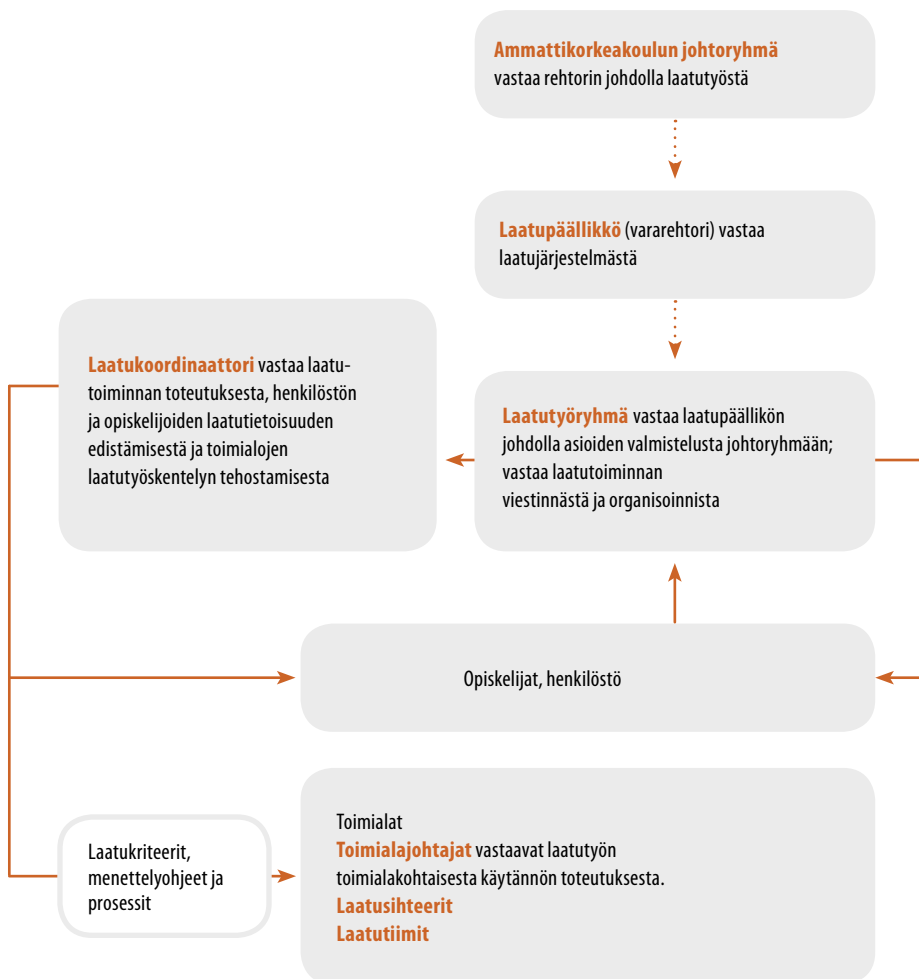 Ammattikorkeakoulun johtoryhmä
vastaa rehtorin johdolla laatutyöstä
Laatupäällikkö (vararehtori) vastaa
laatujärjestelmästä
Laatukoordinaattori vastaa laatu-
toiminnan toteutuksesta, henkilöstön
ja opiskelijoiden laatutietoisuuden
edistämisestä ja toimialojen
laatutyöskentelyn tehostamisesta
Laatutyöryhmä vastaa laatupäällikön
johdolla asioiden valmistelusta johtoryhmään;
vastaa laatutoiminnan
viestinnästä ja organisoinnista
Opiskelijat, henkilöstö
Laatukriteerit,
menettelyohjeet ja
prosessit
Toimialat
Toimialajohtajat vastaavat laatutyön
toimialakohtaisesta käytännön toteutuksesta.
Laatusihteerit
Laatutiimit